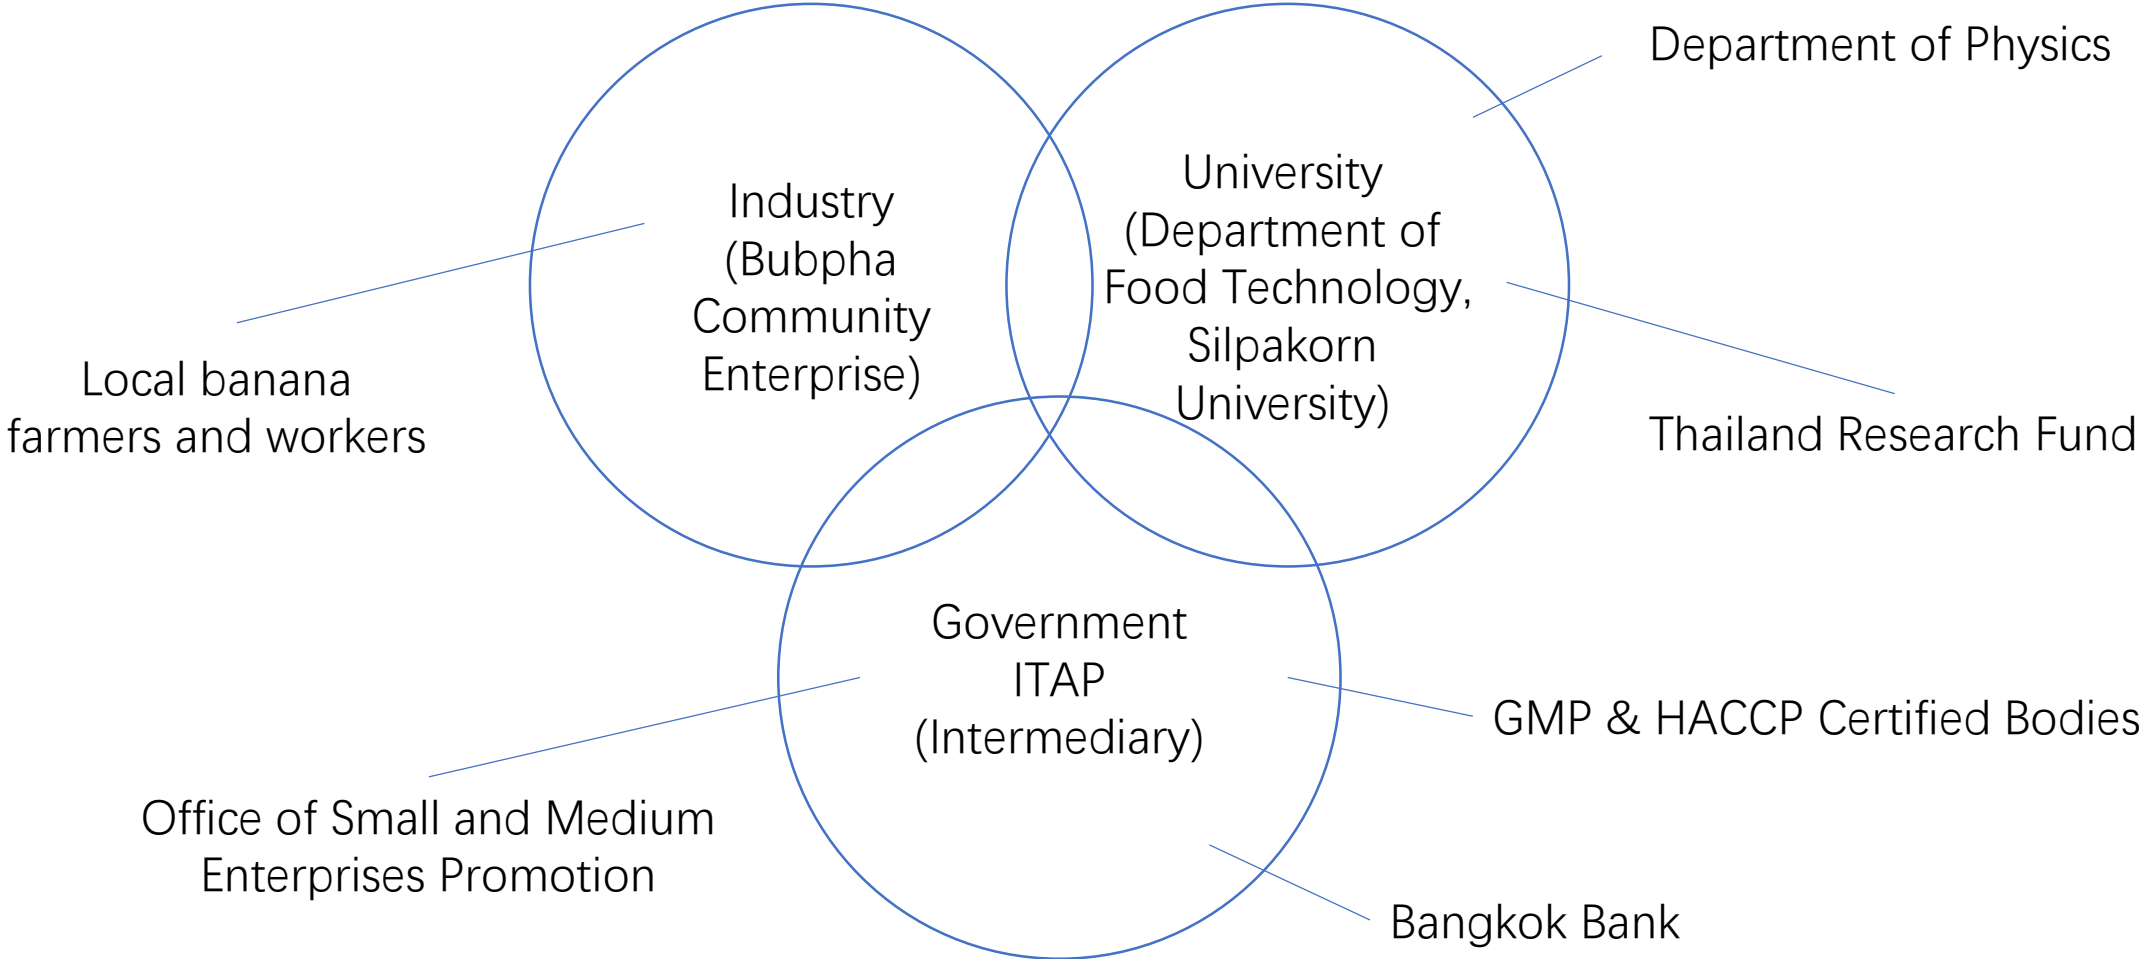 Department of Physics
University
(Department of
Food Technology,
Silpakorn
University)
Industry
(Bubpha
Community
Enterprise)
Local banana
farmers and workers
Thailand Research Fund
Government
ITAP
(Intermediary)
GMP & HACCP Certified Bodies
Office of Small and Medium
Enterprises Promotion
Bangkok Bank